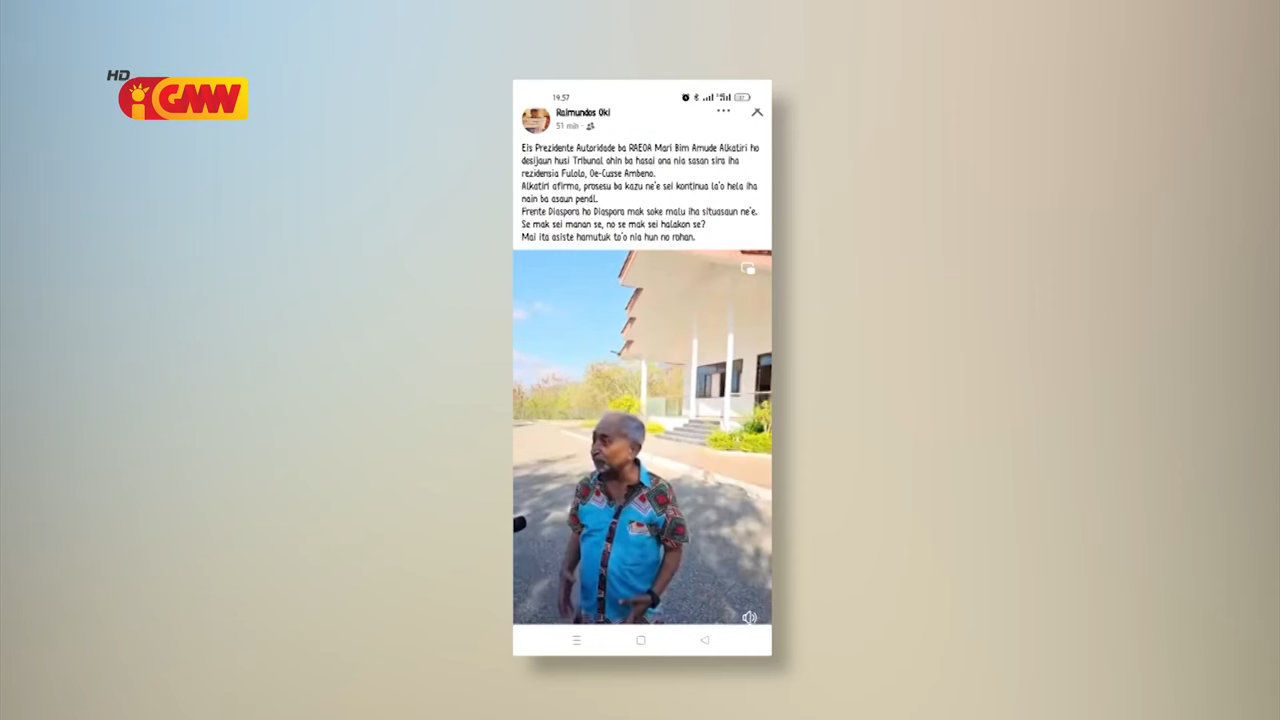 HD
GMW
19.57
Raimundos Oki
51 min ·
Eis Prezidente Autoridade ba RAEOA Mari Bim Amude Alkatiri ho
desijaun husi Tribunal ohin ba hasai ona nia sasan sira iha
rezidensia Fulolo, Oe-Cusse Ambeno.
Alkatiri afirma, prosesu ba kazu ne'e sei kontinua la'o hela iha
nain ba asaun pendl.
Frente Diaspora ho Diaspora mak soke malu iha situasaun ne'e.
Se mak sei manan se, no se mak sei halakon se?
Mai ita asiste hamutuk to'o nia hun no rohan.